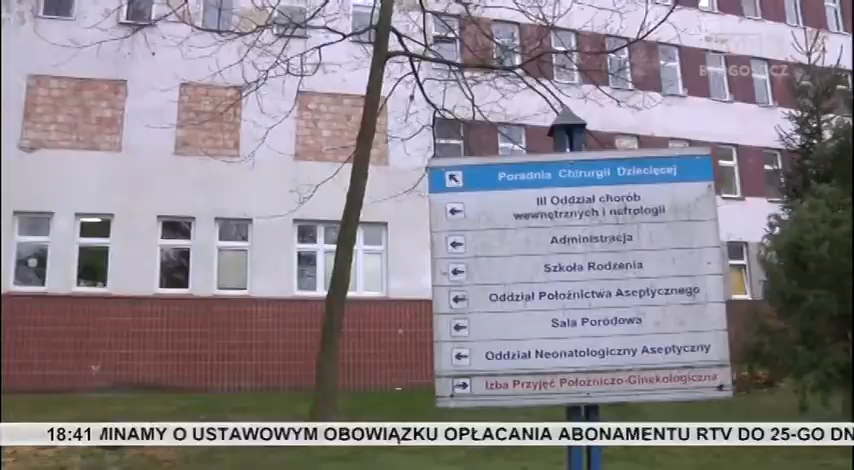 BYDGOSZCZ
Poradnia Chirurgii Dziecięcej
III Oddział chorób
wewnętrznych i nefrologii
Administracja
Szkoła Rodzenia
Oddział Położnictwa Aseptycznego
Sala Porodowa
Oddział Neonatologiczny Aseptyczny
Izba Przyjęć Położniczo-Ginekologiczna
18:41 MINAMY O USTAWOWYM OBOWIĄZKU OPŁACANIA ABONAMENTU RTV DO 25-GO DN